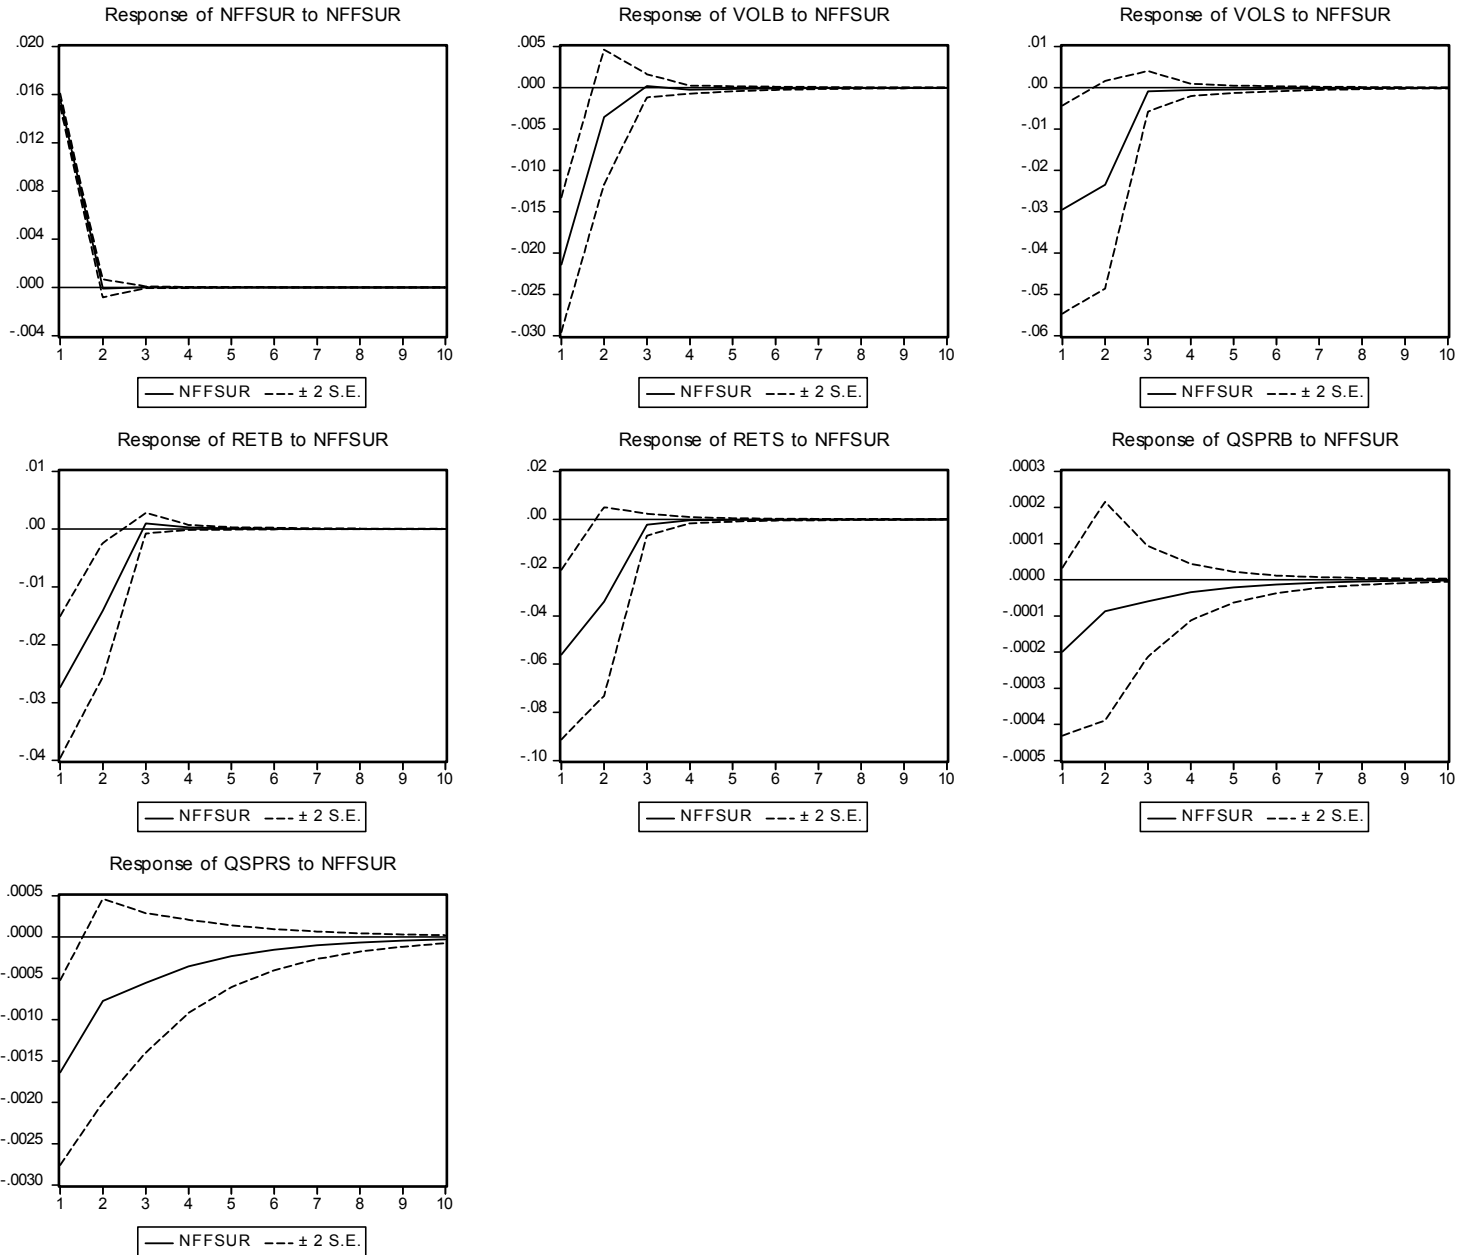 Response of NFFSUR to NFFSUR
.020
.016
.012
.008
.004
.000
-.004
1 2 3 4 5 6 7 8 9 10
NFFSUR ± 2 S.E.
Response of VOLB to NFFSUR
.005
.000
-.005
-.010
-.015
-.020
-.025
-.030
1 2 3 4 5 6 7 8 9 10
NFFSUR ± 2 S.E.
Response of VOLS to NFFSUR
.01
.00
-.01
-.02
-.03
-.04
-.05
-.06
1 2 3 4 5 6 7 8 9 10
NFFSUR ± 2 S.E.
Response of RETB to NFFSUR
.01
.00
-.01
-.02
-.03
-.04
1 2 3 4 5 6 7 8 9 10
NFFSUR ± 2 S.E.
Response of RETS to NFFSUR
.02
.00
-.02
-.04
-.06
-.08
-.10
1 2 3 4 5 6 7 8 9 10
NFFSUR ± 2 S.E.
Response of QSPRB to NFFSUR
.0003
.0002
.0001
.0000
-.0001
-.0002
-.0003
-.0004
-.0005
1 2 3 4 5 6 7 8 9 10
NFFSUR ± 2 S.E.
Response of QSPRS to NFFSUR
.0005
.0000
-.0005
-.0010
-.0015
-.0020
-.0025
-.0030
1 2 3 4 5 6 7 8 9 10
NFFSUR ± 2 S.E.